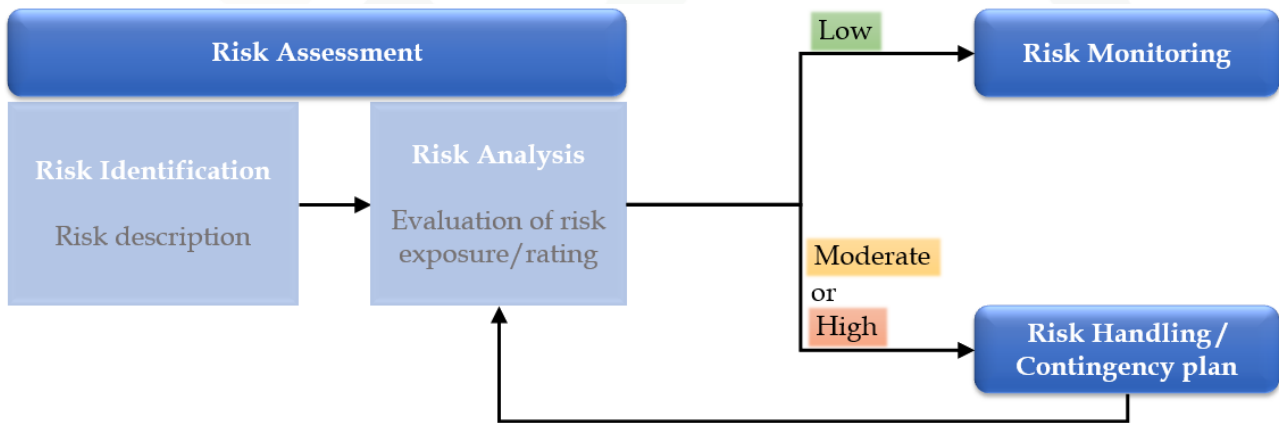 Risk Assessment
Risk Identification
Risk description
Risk Analysis
Evaluation of risk
exposure/rating
Low
Moderate
or
High
Risk Monitoring
Risk Handling/
Contingency plan